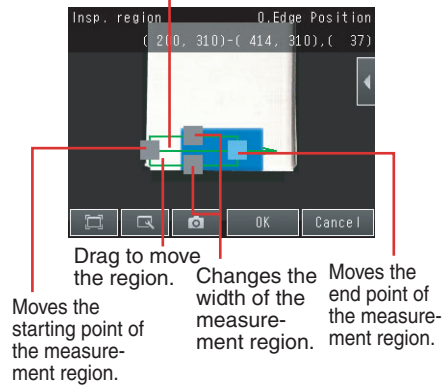 Insp. region 0.Edge Position
( 200, 310)-( 414, 310),( 37)
OK Cancel
Drag to move
the region.
Changes the
width of the
measure-
ment region.
Moves the
end point of
the measure-
ment region.
Moves the
starting point of
the measure-
ment region.